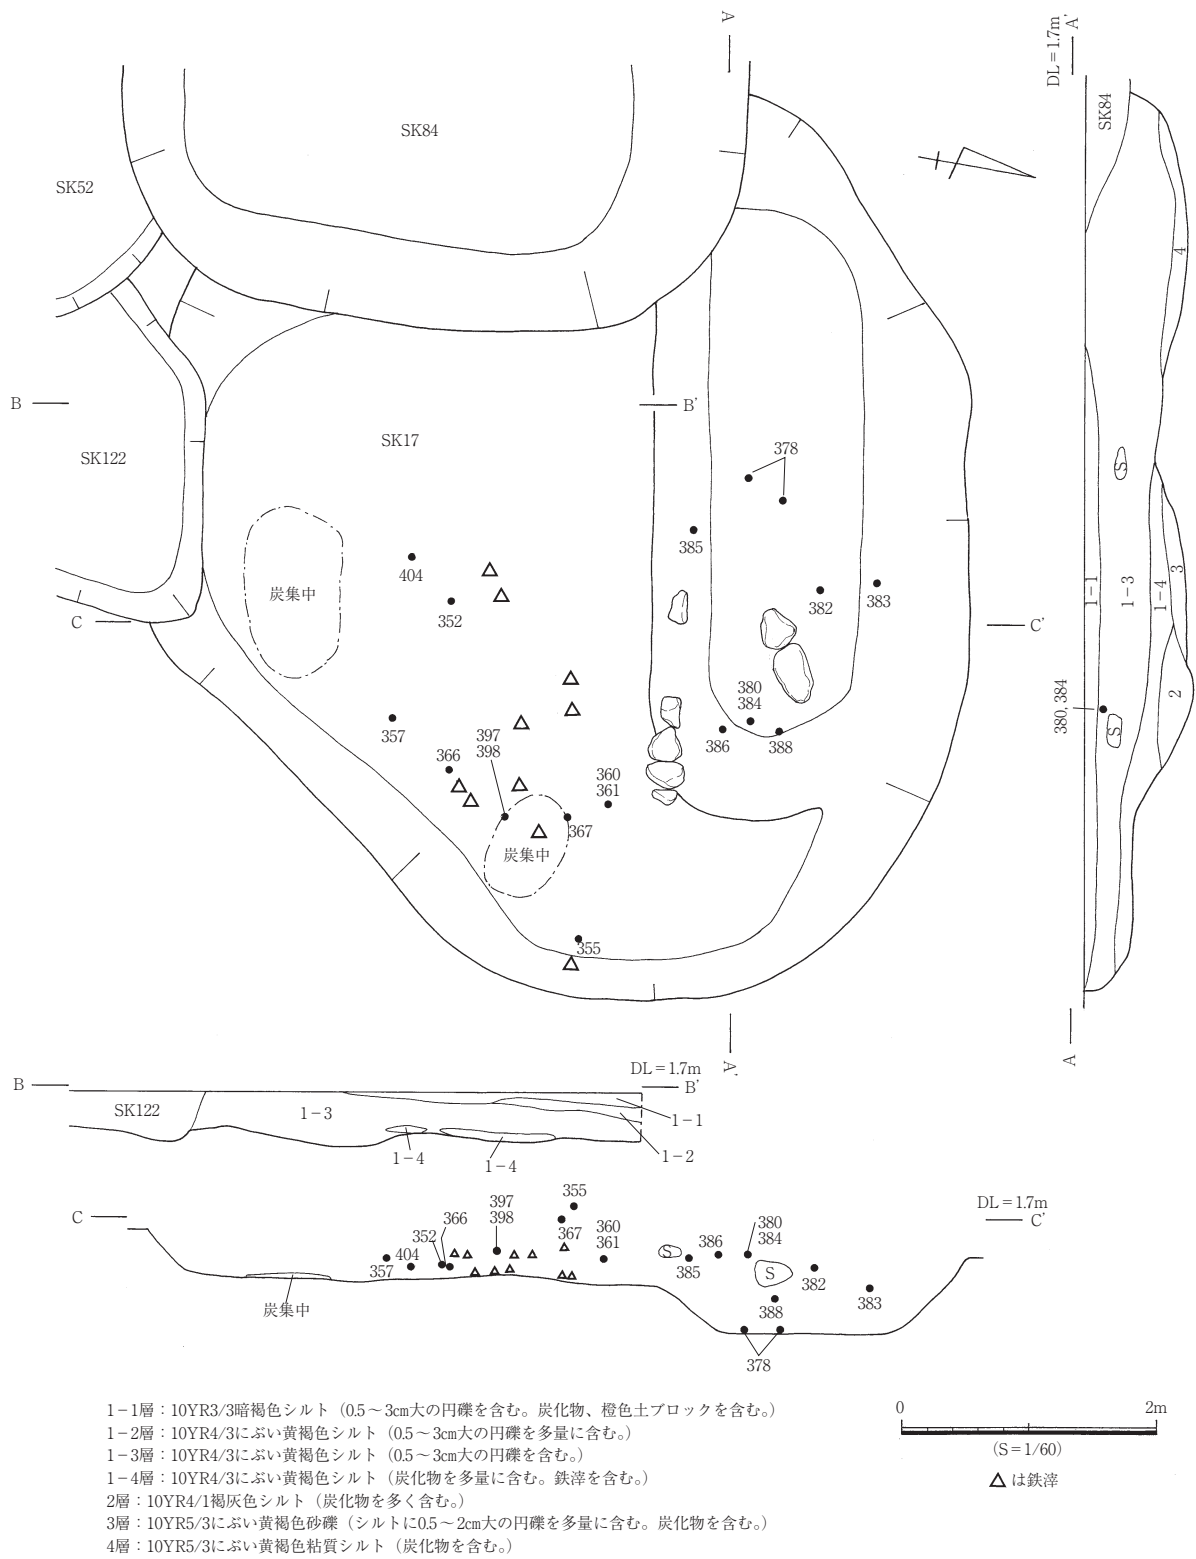 A
DL＝1.7m
A’
SK84
SK84
SK52
4
B
B’
SK17
SK122
378
S
385
404
炭集中
352
382
383
1－1
1－3
1－4
3
C
C’
380
384
380, 384
2
S
357
397
398
386
388
366
360
361
367
炭集中
355
A’
A
DL＝1.7m
B
B’
SK122
1－3
1－1
1－2
1－4
1－4
355
DL＝1.7m
C
C’
397
398
366
352
404
357
367
360
361
S
385
386
380
384
S
382
383
388
378
炭集中
1－1層：10YR3/3暗褐色シルト（0.5～3㎝大の円礫を含む。炭化物、橙色土ブロックを含む。）
1－2層：10YR4/3にぶい黄褐色シルト（0.5～3㎝大の円礫を多量に含む。）
1－3層：10YR4/3にぶい黄褐色シルト（0.5～3㎝大の円礫を含む。）
1－4層：10YR4/3にぶい黄褐色シルト（炭化物を多量に含む。鉄滓を含む。）
2層：10YR4/1褐灰色シルト（炭化物を多く含む。）
3層：10YR5/3にぶい黄褐色砂礫（シルトに0.5～2㎝大の円礫を多量に含む。炭化物を含む。）
4層：10YR5/3にぶい黄褐色粘質シルト（炭化物を含む。）
0 2m
（S＝1/60）
△は鉄滓